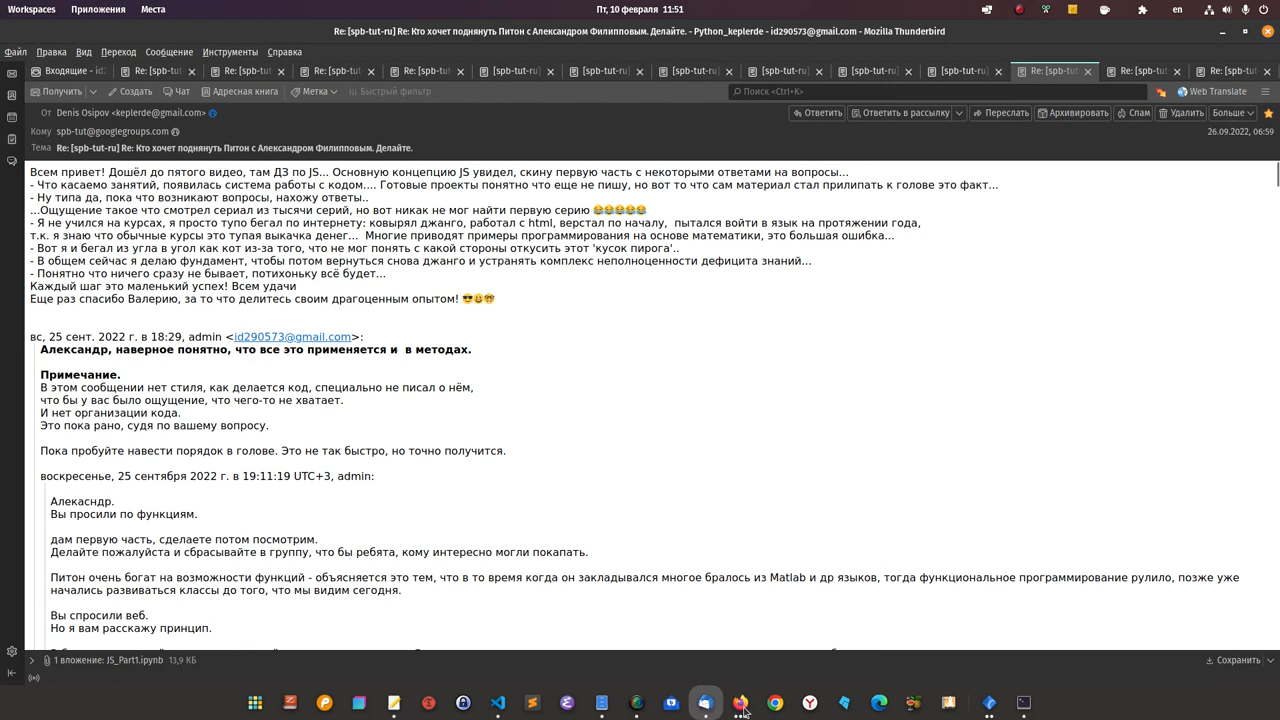 Workspaces Приложения Места Пт, 10 февраля 11:51 en
Re: [spb-tut-ru] Re: Кто хочет поднянуть Питон с Александром Филипповым. Делайте. - Python_keplerde - id290573@gmail.com - Mozilla Thunderbird
Файл Правка Вид Переход Сообщение Инструменты Справка
Входящие - id2 Re: [spb-tut Re: [spb-tut Re: [spb-tut Re: [spb-tut [spb-tut-ru] [spb-tut-ru] [spb-tut-ru] [spb-tut-ru] [spb-tut-ru] [spb-tut-ru] Re: [spb-tut Re: [spb-tut Re: [spb-tut
Получить Создать Чат Адресная книга Метка Быстрый фильтр Поиск <Ctrl+K> Web Translate
От Denis Osipov <keplerde@gmail.com> Ответить Ответить в рассылку Переслать Архивировать Спам Удалить Больше
Кому spb-tut@googlegroups.com 26.09.2022, 06:59
Тема Re: [spb-tut-ru] Re: Кто хочет поднянуть Питон с Александром Филипповым. Делайте.
Всем привет! Дошёл до пятого видео, там ДЗ по JS... Основную концепцию JS увидел, скину первую часть с некоторыми ответами на вопросы...
- Что касаемо занятий, появилась система работы с кодом.... Готовые проекты понятно что еще не пишу, но вот то что сам материал стал прилипать к голове это факт...
- Ну типа да, пока что возникают вопросы, нахожу ответы..
...Ощущение такое что смотрел сериал из тысячи серий, но вот никак не мог найти первую серию 😂😂😂😂😂
- Я не учился на курсах, я просто тупо бегал по интернету: ковырял джанго, работал с html, верстал по началу, пытался войти в язык на протяжении года,
т.к. я знаю что обычные курсы это тупая выкачка денег... Многие приводят примеры программирования на основе математики, это большая ошибка...
- Вот я и бегал из угла в угол как кот из-за того, что не мог понять с какой стороны откусить этот 'кусок пирога'..
- В общем сейчас я делаю фундамент, чтобы потом вернуться снова джанго и устранять комплекс неполноценности дефицита знаний...
- Понятно что ничего сразу не бывает, потихоньку всё будет...
Каждый шаг это маленький успех! Всем удачи
Еще раз спасибо Валерию, за то что делитесь своим драгоценным опытом! 😎😀🤓
вс, 25 сент. 2022 г. в 18:29, admin <id290573@gmail.com>:
Александр, наверное понятно, что все это применяется и в методах.
Примечание.
В этом сообщении нет стиля, как делается код, специально не писал о нём,
что бы у вас было ощущение, что чего-то не хватает.
И нет организации кода.
Это пока рано, судя по вашему вопросу.
Пока пробуйте навести порядок в голове. Это не так быстро, но точно получится.
воскресенье, 25 сентября 2022 г. в 19:11:19 UTC+3, admin:
Алекасндр.
Вы просили по функциям.
дам первую часть, сделаете потом посмотрим.
Делайте пожалуйста и сбрасывайте в группу, что бы ребята, кому интересно могли покапать.
Питон очень богат на возможности функций - объясняется это тем, что в то время когда он закладывался многое бралось из Matlab и др языков, тогда функциональное программирование рулило, позже уже
начались развиваться классы до того, что мы видим сегодня.
Вы спросили веб.
Но я вам расскажу принцип.
1 вложение: JS_Part1.ipynb 13,9 КБ Сохранить